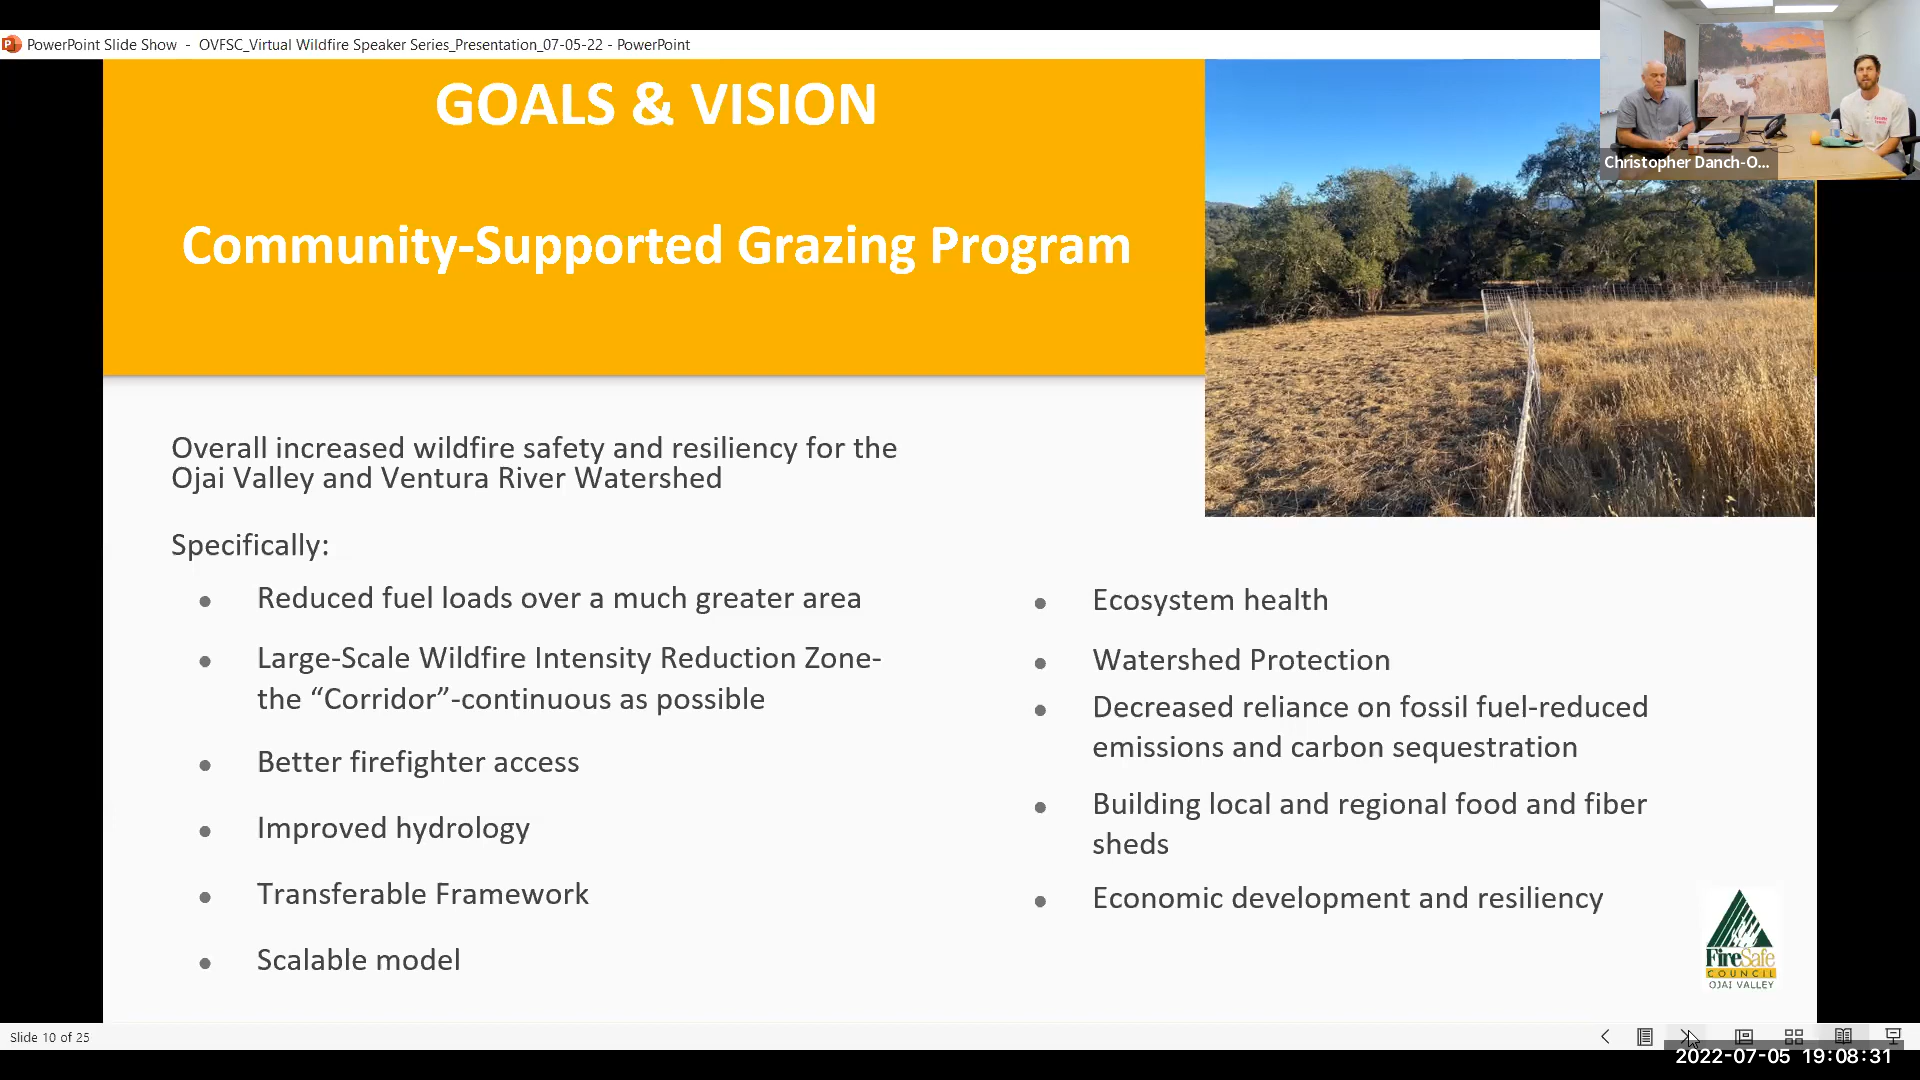 PowerPoint Slide Show - OVFSC_Virtual Wildfire Speaker Series_Presentation_07-05-22 - PowerPoint
Christopher Danch-O...
GOALS & VISION
Community-Supported Grazing Program
Overall increased wildfire safety and resiliency for the
Ojai Valley and Ventura River Watershed
Specifically:
Reduced fuel loads over a much greater area
Large-Scale Wildfire Intensity Reduction Zone-
the “Corridor”-continuous as possible
Better firefighter access
Improved hydrology
Transferable Framework
Scalable model
Ecosystem health
Watershed Protection
Decreased reliance on fossil fuel-reduced
emissions and carbon sequestration
Building local and regional food and fiber
sheds
Economic development and resiliency
FireSafe
COUNCIL
OJAI VALLEY
Slide 10 of 25
2022-07-05 19:08:31